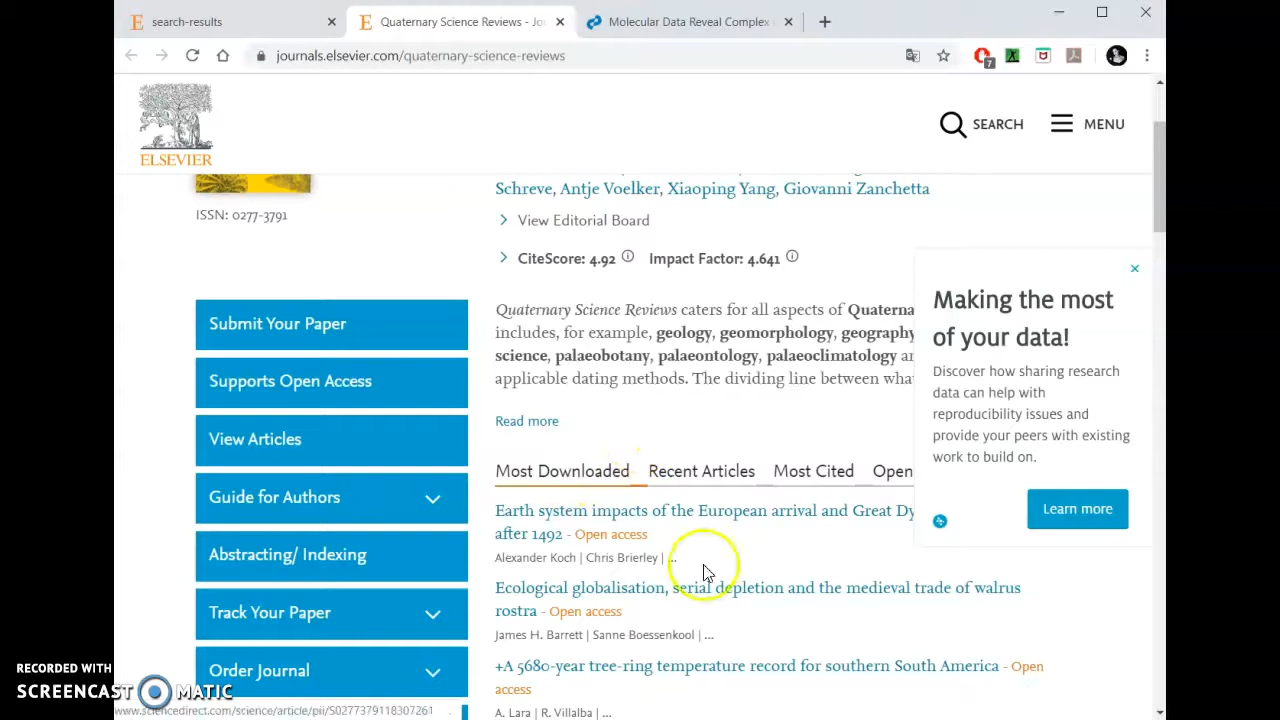 search-results
Quaternary Science Reviews - Jo
Molecular Data Reveal Complex
journals.elsevier.com/quaternary-science-reviews
7
ELSEVIER
SEARCH
MENU
Schreve, Antje Voelker, Xiaoping Yang, Giovanni Zanchetta
ISSN: 0277-3791
View Editorial Board
CiteScore: 4.92 Impact Factor: 4.641
Submit Your Paper
Supports Open Access
View Articles
Guide for Authors
Abstracting/ Indexing
Track Your Paper
Order Journal
Quaternary Science Reviews caters for all aspects of Quaterna
includes, for example, geology, geomorphology, geography
science, palaeobotany, palaeontology, palaeoclimatology an
applicable dating methods. The dividing line between wha
Read more
Most Downloaded Recent Articles Most Cited Open
Earth system impacts of the European arrival and Great Dy
after 1492 - Open access
Alexander Koch | Chris Brierley | ...
Ecological globalisation, serial depletion and the medieval trade of walrus
rostra - Open access
James H. Barrett | Sanne Boessenkool | ...
+A 5680-year tree-ring temperature record for southern South America - Open
access
A. Lara | R. Villalba | ...
Making the most
of your data!
Discover how sharing research
data can help with
reproducibility issues and
provide your peers with existing
work to build on.
Learn more
RECORDED WITH
SCREENCAST MATIC
www.sciencedirect.com/science/article/pii/S0277379118307261